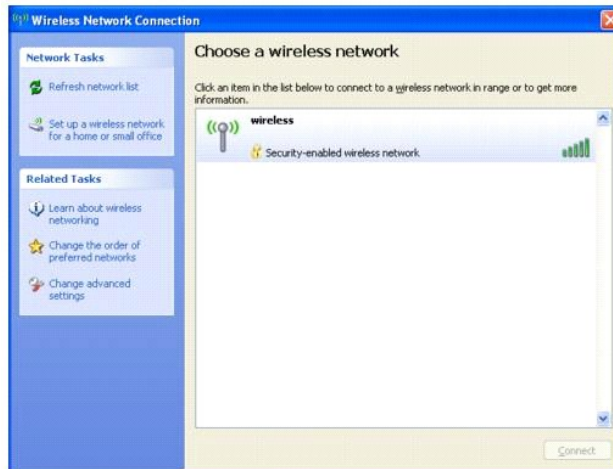 Wireless Network Connection
Network Tasks
Refresh network list
Set up a wireless network
for a home or small office
Related Tasks
Learn about wireless
networking
Change the order of
preferred networks
Change advanced
settings
Choose a wireless network
Click an item in the list below to connect to a wireless network in range or to get more
information.
wireless
Security-enabled wireless network
Connect